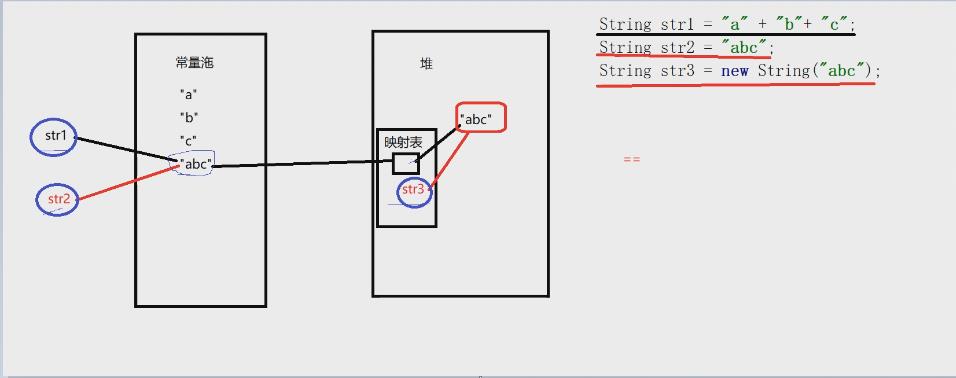 String str1 = "a" + "b"+ "c";
String str2 = "abc";
String str3 = new String("abc");
常量池
堆
"a"
"b"
"c"
"abc"
str1
str2
"abc"
映射表
str3
==